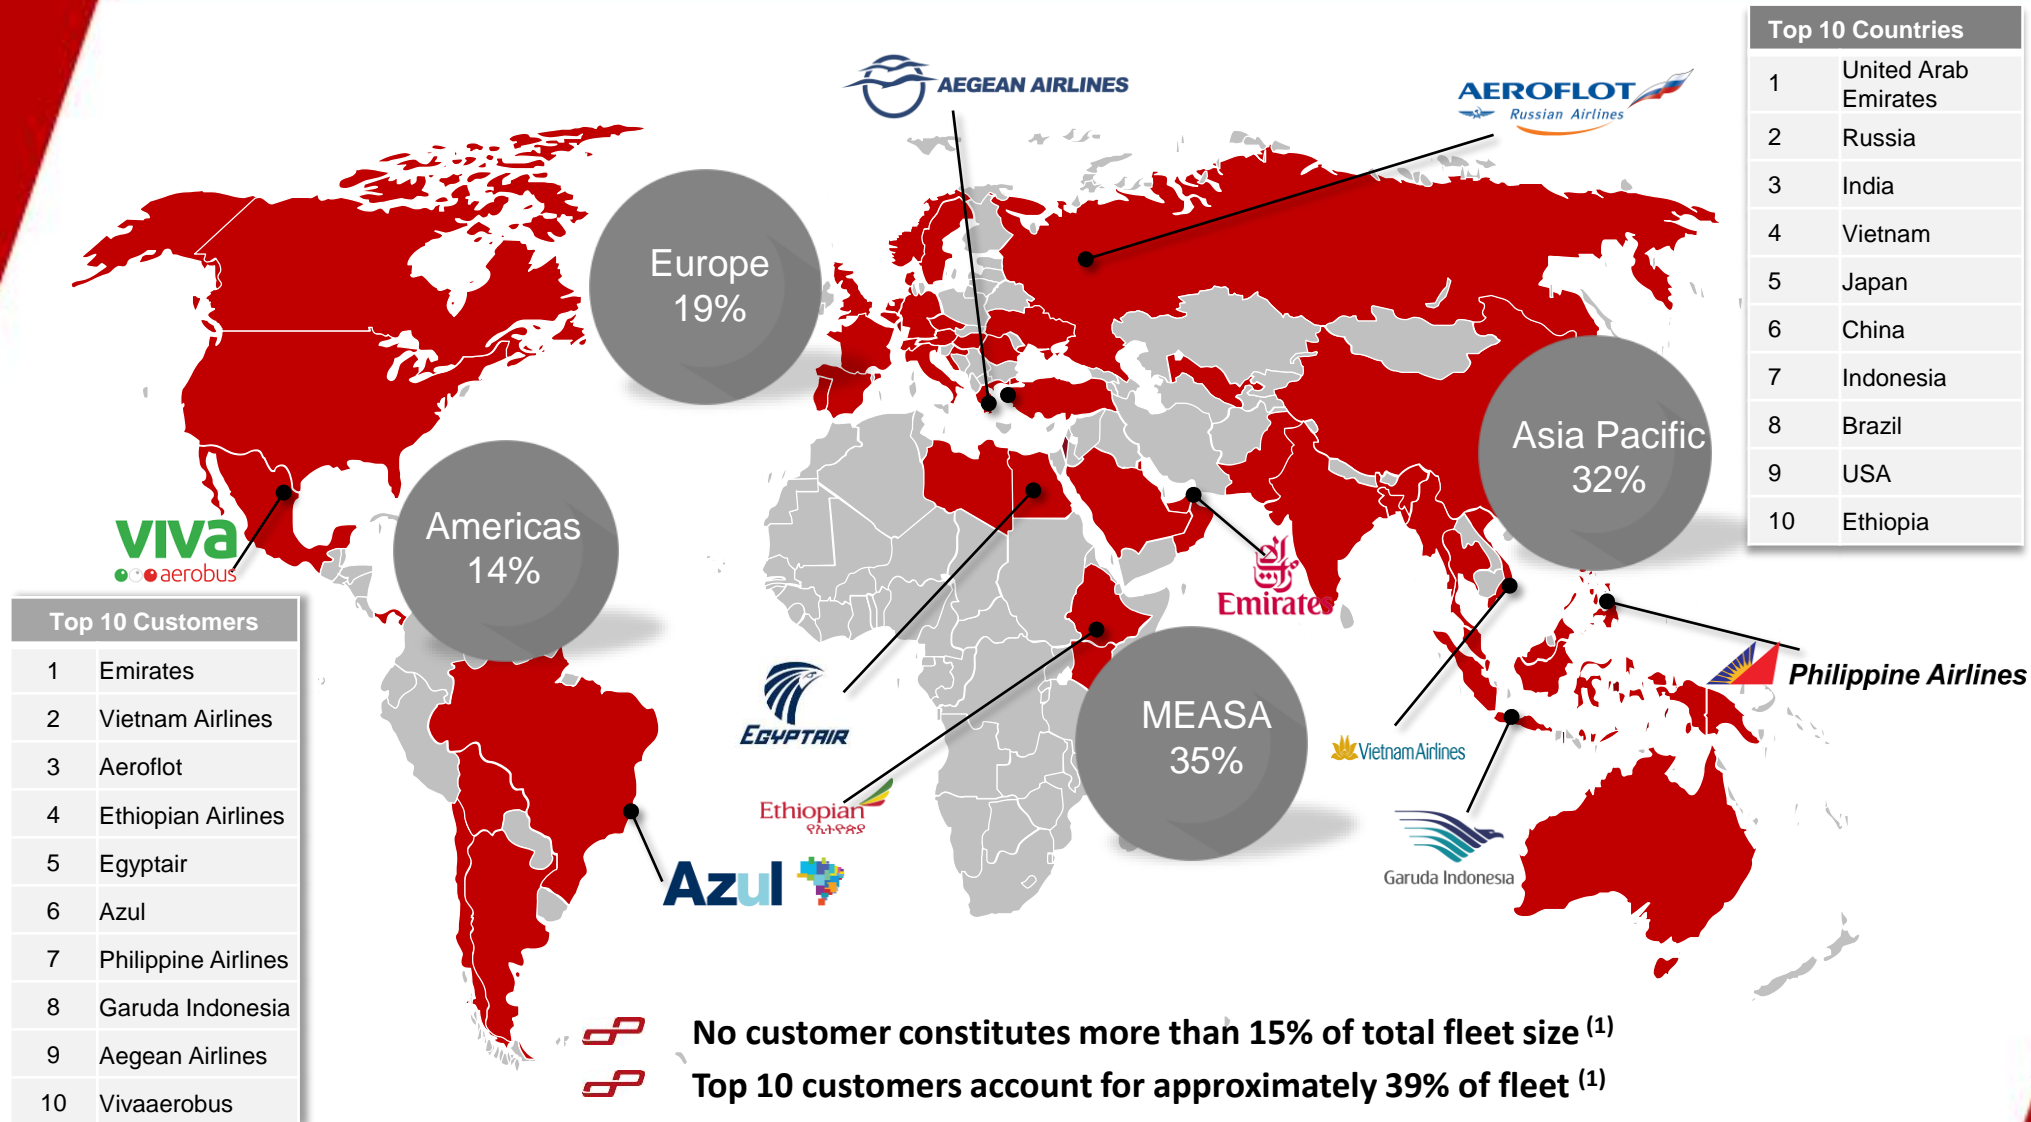 Top 10 Countries
1 United Arab Emirates
2 Russia
3 India
4 Vietnam
5 Japan
6 China
7 Indonesia
8 Brazil
9 USA
10 Ethiopia
AEGEAN AIRLINES
AEROFLOT
Russian Airlines
Europe
19%
Asia Pacific
32%
Americas
14%
MEASA
35%
viva
aerobus
Emirates
EGYPTAIR
Ethiopian
የኢትዮጵያ
Azul
Vietnam Airlines
Garuda Indonesia
Philippine Airlines
Top 10 Customers
1 Emirates
2 Vietnam Airlines
3 Aeroflot
4 Ethiopian Airlines
5 Egyptair
6 Azul
7 Philippine Airlines
8 Garuda Indonesia
9 Aegean Airlines
10 Vivaaerobus
No customer constitutes more than 15% of total fleet size (1)
Top 10 customers account for approximately 39% of fleet (1)